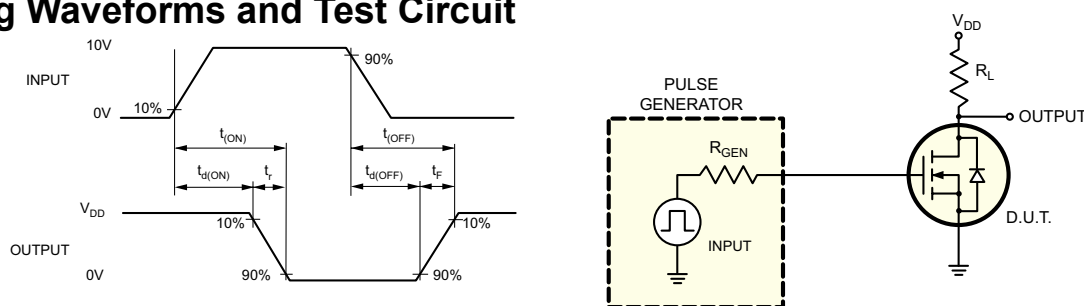 g Waveforms and Test Circuit
10V
INPUT
0V
10%
90%
t(ON)
t(OFF)
td(ON)
tr
td(OFF)
tF
VDD
OUTPUT
0V
10%
90%
10%
90%
VDD
RL
OUTPUT
PULSE
GENERATOR
RGEN
INPUT
D.U.T.